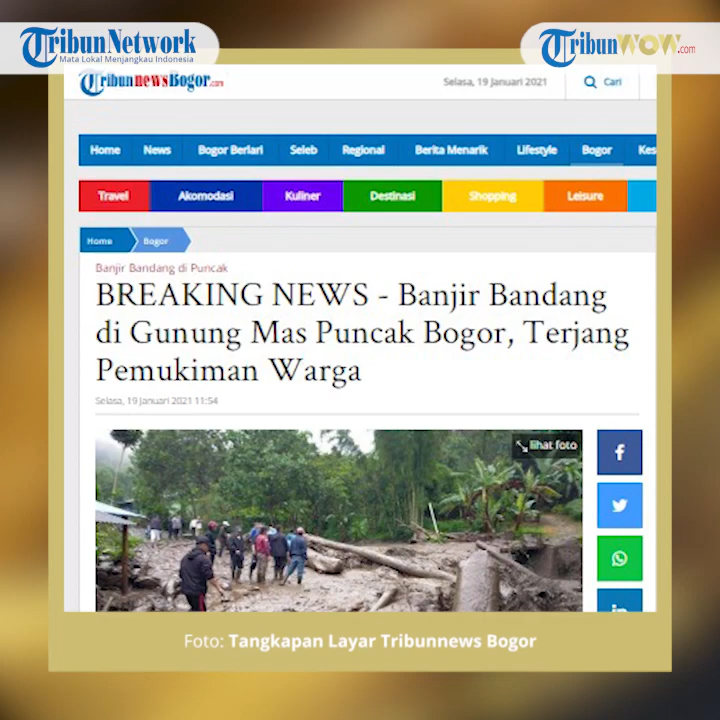 TribunNetwork
Mata Lokal Menjangkau Indonesia
TribunWOW.com
TribunnewsBogor.com
Selasa, 19 Januari 2021
Cari
Home News Bogor Berlari Seleb Regional Berita Menarik Lifestyle Bogor Kes
Travel Akomodasi Kuliner Destinasi Shopping Leisure
Home Bogor
Banjir Bandang di Puncak
BREAKING NEWS - Banjir Bandang
di Gunung Mas Puncak Bogor, Terjang
Pemukiman Warga
Selasa, 19 Januari 2021 11:54
lihat foto
Foto: Tangkapan Layar Tribunnews Bogor